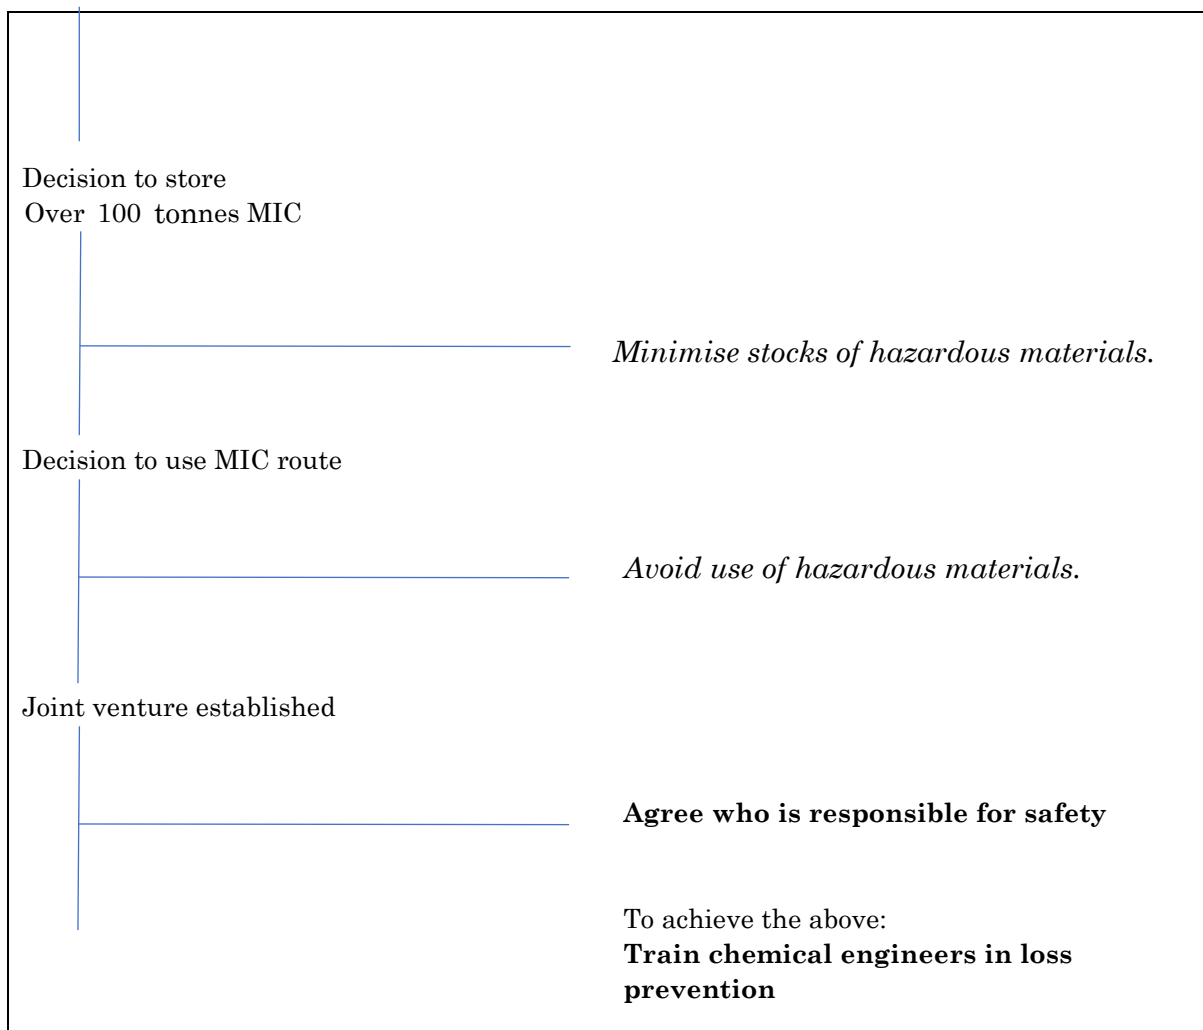 Decision to store
Over 100 tonnes MIC
Minimise stocks of hazardous materials.
Decision to use MIC route
Avoid use of hazardous materials.
Joint venture established
Agree who is responsible for safety
To achieve the above:
Train chemical engineers in loss
prevention